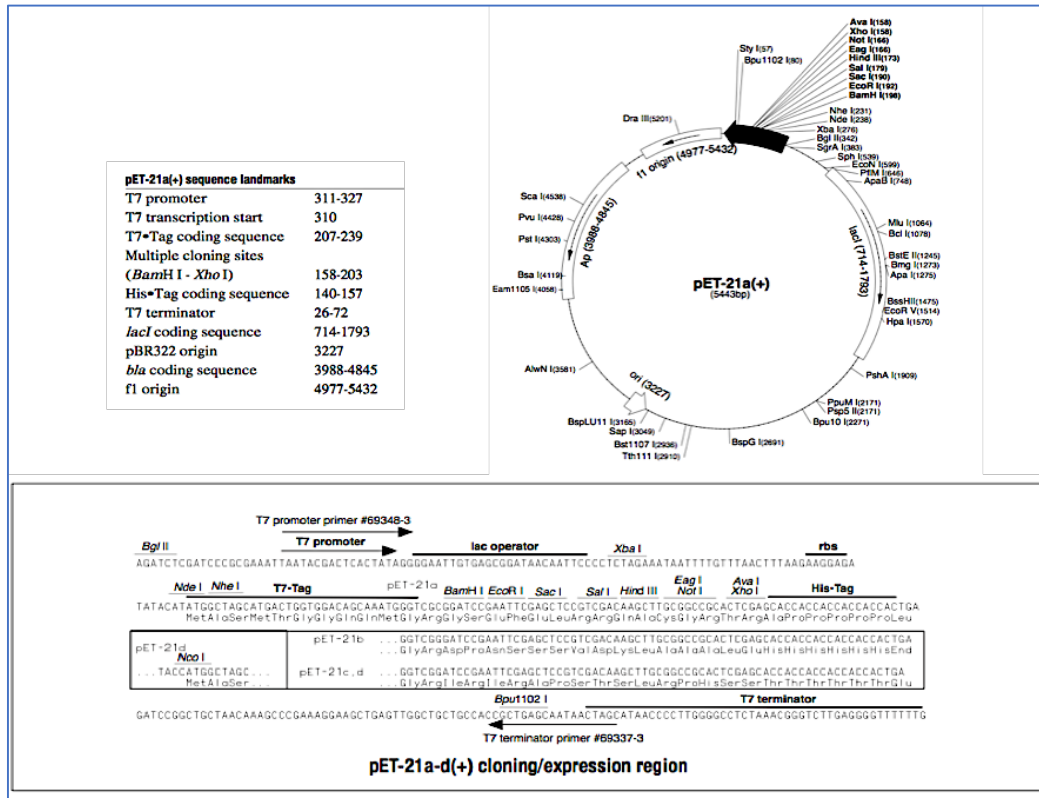 pET-21a(+) sequence landmarks
T7 promoter 311-327
T7 transcription start 310
T7•Tag coding sequence 207-239
Multiple cloning sites
(BamH I - Xho I) 158-203
His•Tag coding sequence 140-157
T7 terminator 26-72
lacI coding sequence 714-1793
pBR322 origin 3227
bla coding sequence 3988-4845
f1 origin 4977-5432
Ava I(158)
Xho I(158)
Not I(166)
Eag I(166)
Hind III(173)
Sal I(179)
Sac I(190)
EcoR I(192)
BamH I(198)
Sty I(57)
Bpu1102 I(80)
Nhe I(231)
Nde I(238)
Xba I(276)
Bgl II(342)
SgrA I(383)
Sph I(539)
EcoN I(599)
PflM I(646)
ApaB I(748)
Mlu I(1064)
Bcl I(1078)
BstE II(1245)
Bmg I(1273)
Apa I(1275)
BssHII(1475)
EcoR V(1514)
Hpa I(1570)
PshA I(1909)
PpuM I(2171)
Psp5 II(2171)
Bpu10 I(2271)
BspG I(2691)
Tth111 I(2910)
Bst1107 I(2936)
Sap I(3049)
BspLU11 I(3165)
AlwN I(3581)
Eam1105 I(4058)
Bsa I(4119)
Pst I(4303)
Pvu I(4428)
Sca I(4538)
Dra III(5201)
f1 origin (4977-5432)
Ap (3988-4845)
lacI (714-1793)
ori (3227)
pET-21a(+)
(5443bp)
T7 promoter primer #69348-3
Bgl II T7 promoter lac operator Xba I rbs
AGATCTCGATCCCGCGAAATTAATACGACTCACTATAGGGGAATTGTGAGCGGATAACAATTCCCCTCTAGAAATAATTTTGTTTAACTTTAAGAAGGAGA
Nde I Nhe I T7-Tag pET-21a BamH I EcoR I Sac I Sal I Hind III Eag I Not I Ava I Xho I His-Tag
TATACATATGGCTAGCATGACTGGTGGACAGCAAATGGGTCGCGGATCCGAATTCGAGCTCCGTCGACAAGCTTGCGGCCGCACTCGAGCACCACCACCACCACCACTGA
MetAlaSerMetThrGlyGlyGlnGlnMetGlyArgGlySerGluPheGluLeuArgArgGlnAlaCysGlyArgThrArgAlaProProProProProLeu
pET-21b ...GGTCGGGATCCGAATTCGAGCTCCGTCGACAAGCTTGCGGCCGCACTCGAGCACCACCACCACCACCACTGA
...GlyArgAspProAsnSerSerSerValAspLysLeuAlaAlaAlaLeuGluHisHisHisHisHisHisEnd
pET-21d
Nco I
...TACCATGGCTAGC...
MetAlaSer...
pET-21c,d ...GGTCGGATCCGAATTCGAGCTCCGTCGACAAGCTTGCGGCCGCACTCGAGCACCACCACCACCACCACTGA
...GlyArgIleArgIleArgAlaProSerThrSerLeuArgProHisSerSerThrThrThrThrThrGlu
Bpu1102 I T7 terminator
GATCCGGCTGCTAACAAAGCCCGAAAGGAAGCTGAGTTGGCTGCTGCCACCGCTGAGCAATAACTAGCATAACCCCTTGGGGCCTCTAAACGGGTCTTGAGGGGTTTTTTG
T7 terminator primer #69337-3
pET-21a-d(+) cloning/expression region